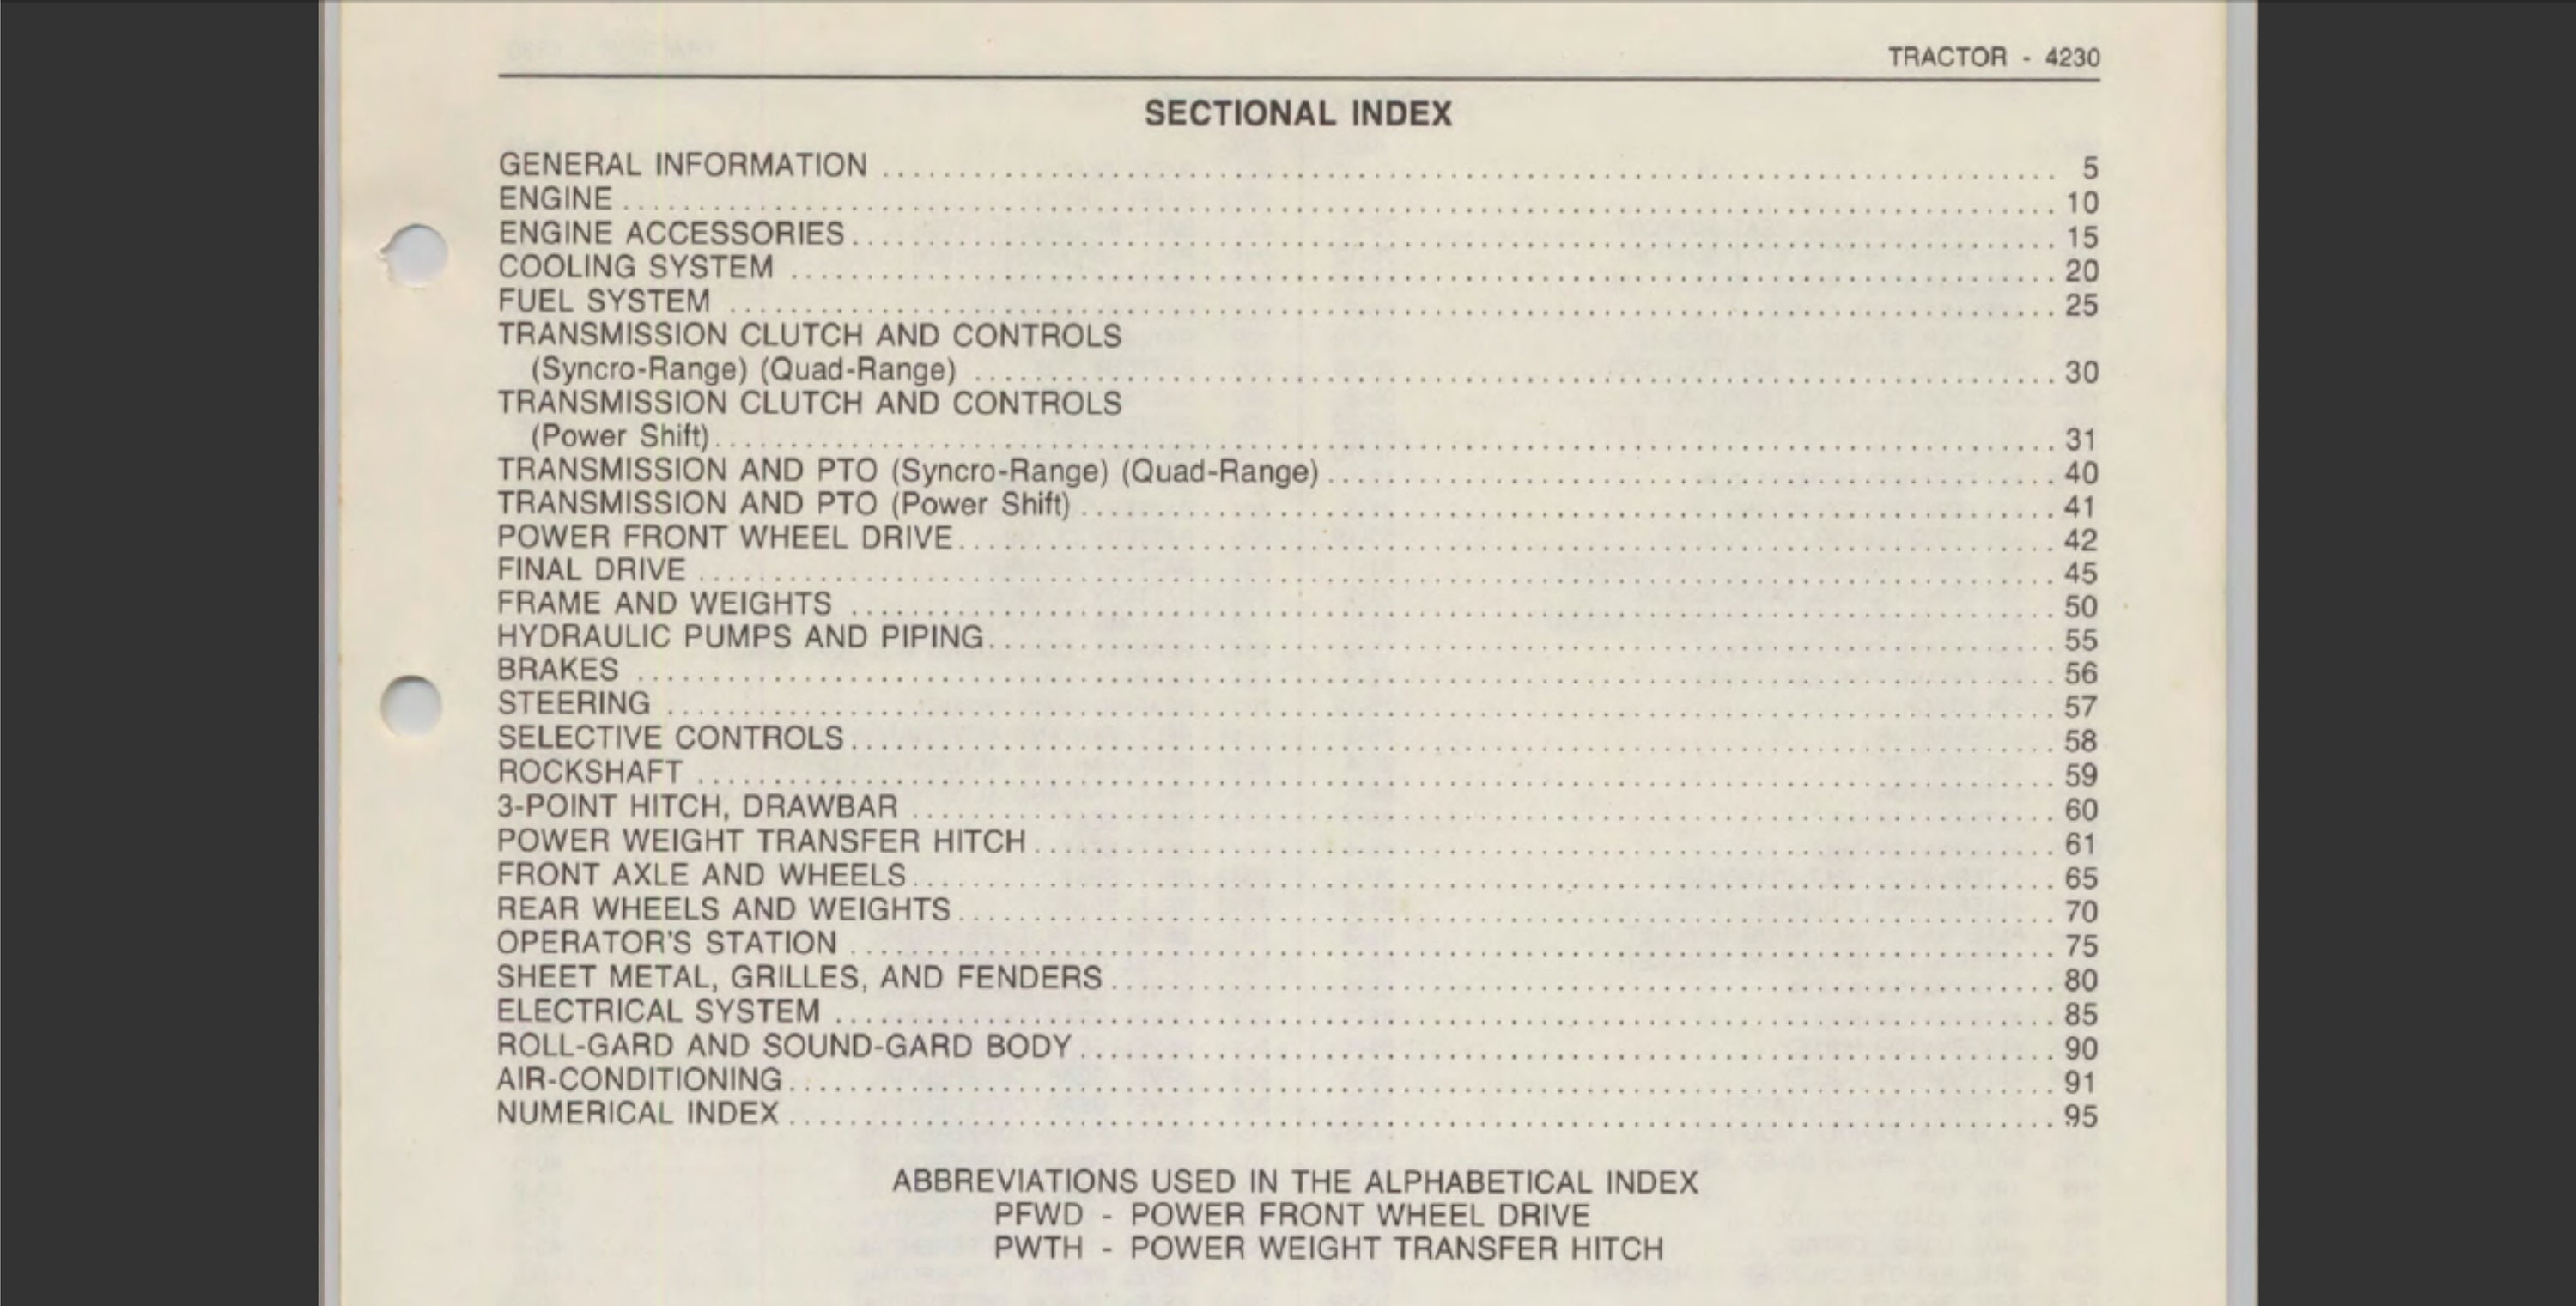 TRACTOR - 4230
SECTIONAL INDEX
GENERAL INFORMATION ........ 5
ENGINE ........ 10
ENGINE ACCESSORIES ........ 15
COOLING SYSTEM ........ 20
FUEL SYSTEM ........ 25
TRANSMISSION CLUTCH AND CONTROLS
(Syncro-Range) (Quad-Range) ........ 30
TRANSMISSION CLUTCH AND CONTROLS
(Power Shift) ........ 31
TRANSMISSION AND PTO (Syncro-Range) (Quad-Range) ........ 40
TRANSMISSION AND PTO (Power Shift) ........ 41
POWER FRONT WHEEL DRIVE ........ 42
FINAL DRIVE ........ 45
FRAME AND WEIGHTS ........ 50
HYDRAULIC PUMPS AND PIPING ........ 55
BRAKES ........ 56
STEERING ........ 57
SELECTIVE CONTROLS ........ 58
ROCKSHAFT ........ 59
3-POINT HITCH, DRAWBAR ........ 60
POWER WEIGHT TRANSFER HITCH ........ 61
FRONT AXLE AND WHEELS ........ 65
REAR WHEELS AND WEIGHTS ........ 70
OPERATOR'S STATION ........ 75
SHEET METAL, GRILLES, AND FENDERS ........ 80
ELECTRICAL SYSTEM ........ 85
ROLL-GARD AND SOUND-GARD BODY ........ 90
AIR-CONDITIONING ........ 91
NUMERICAL INDEX ........ 95
ABBREVIATIONS USED IN THE ALPHABETICAL INDEX
PFWD - POWER FRONT WHEEL DRIVE
PWTH - POWER WEIGHT TRANSFER HITCH